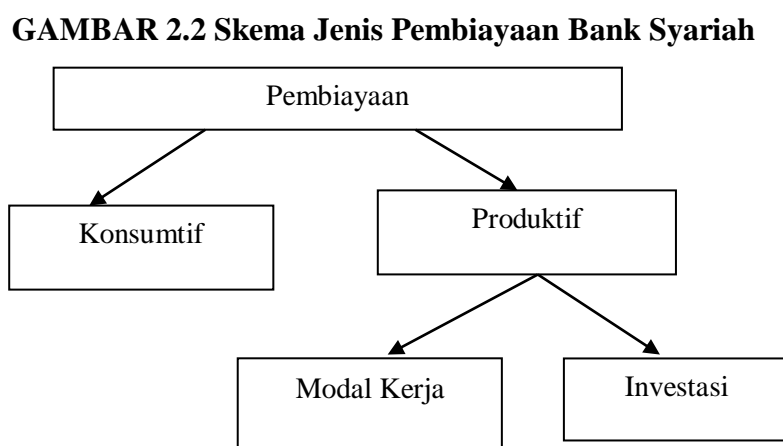 GAMBAR 2.2 Skema Jenis Pembiayaan Bank Syariah
Pembiayaan
Konsumtif
Produktif
Modal Kerja
Investasi